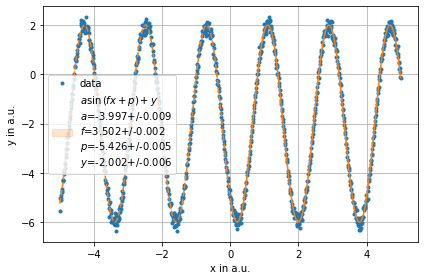 2
0
−2
−4
−6
y in a.u.
data
asin(fx + p) + y
a=-3.997+/-0.009
f=3.502+/-0.002
p=-5.426+/-0.005
y=-2.002+/-0.006
−4
−2
0
2
4
x in a.u.